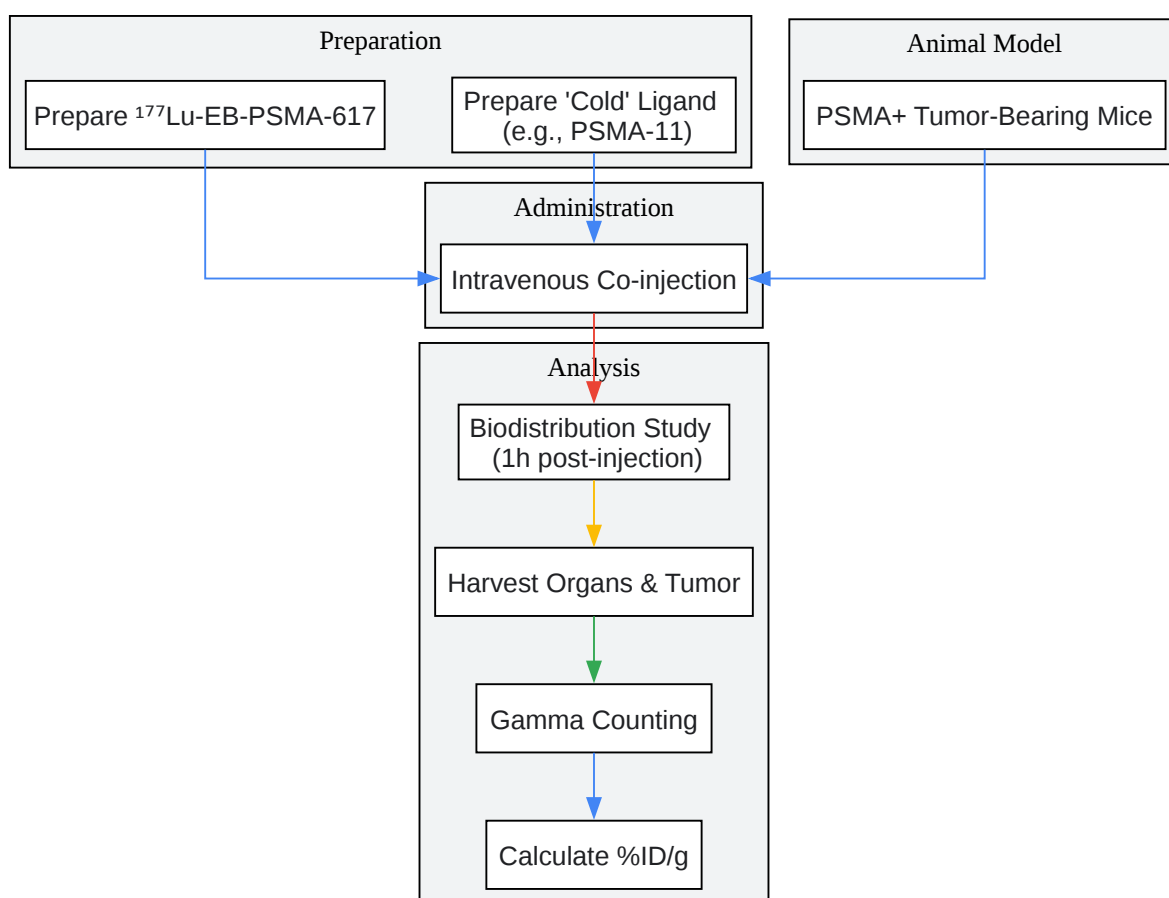 Preparation
Animal Model
Prepare ¹⁷⁷Lu-EB-PSMA-617
Prepare 'Cold' Ligand
(e.g., PSMA-11)
PSMA+ Tumor-Bearing Mice
Administration
Intravenous Co-injection
Analysis
Biodistribution Study
(1h post-injection)
Harvest Organs & Tumor
Gamma Counting
Calculate %ID/g